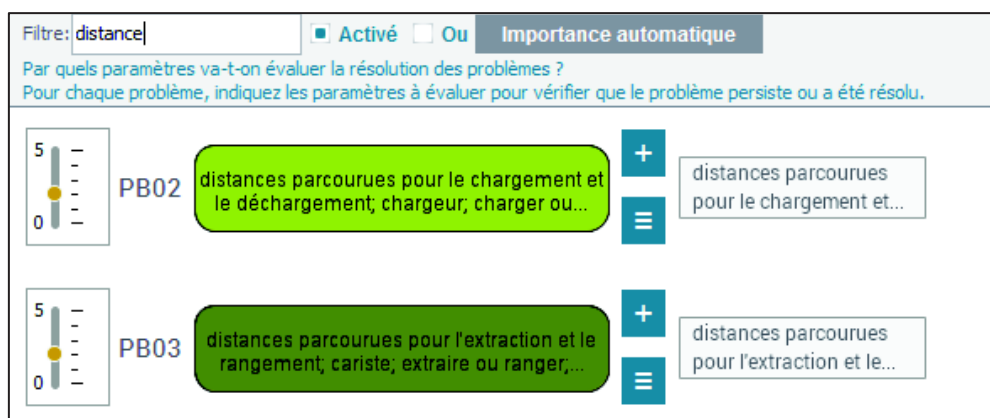 Filtre: distance Activé Ou Importance automatique
Par quels paramètres va-t-on évaluer la résolution des problèmes ?
Pour chaque problème, indiquez les paramètres à évaluer pour vérifier que le problème persiste ou a été résolu.
5
0
PB02
distances parcourues pour le chargement et
le déchargement; chargeur; charger ou...
+
distances parcourues
pour le chargement et...
5
0
PB03
distances parcourues pour l'extraction et le
rangement; cariste; extraire ou ranger;...
+
distances parcourues
pour l'extraction et le...